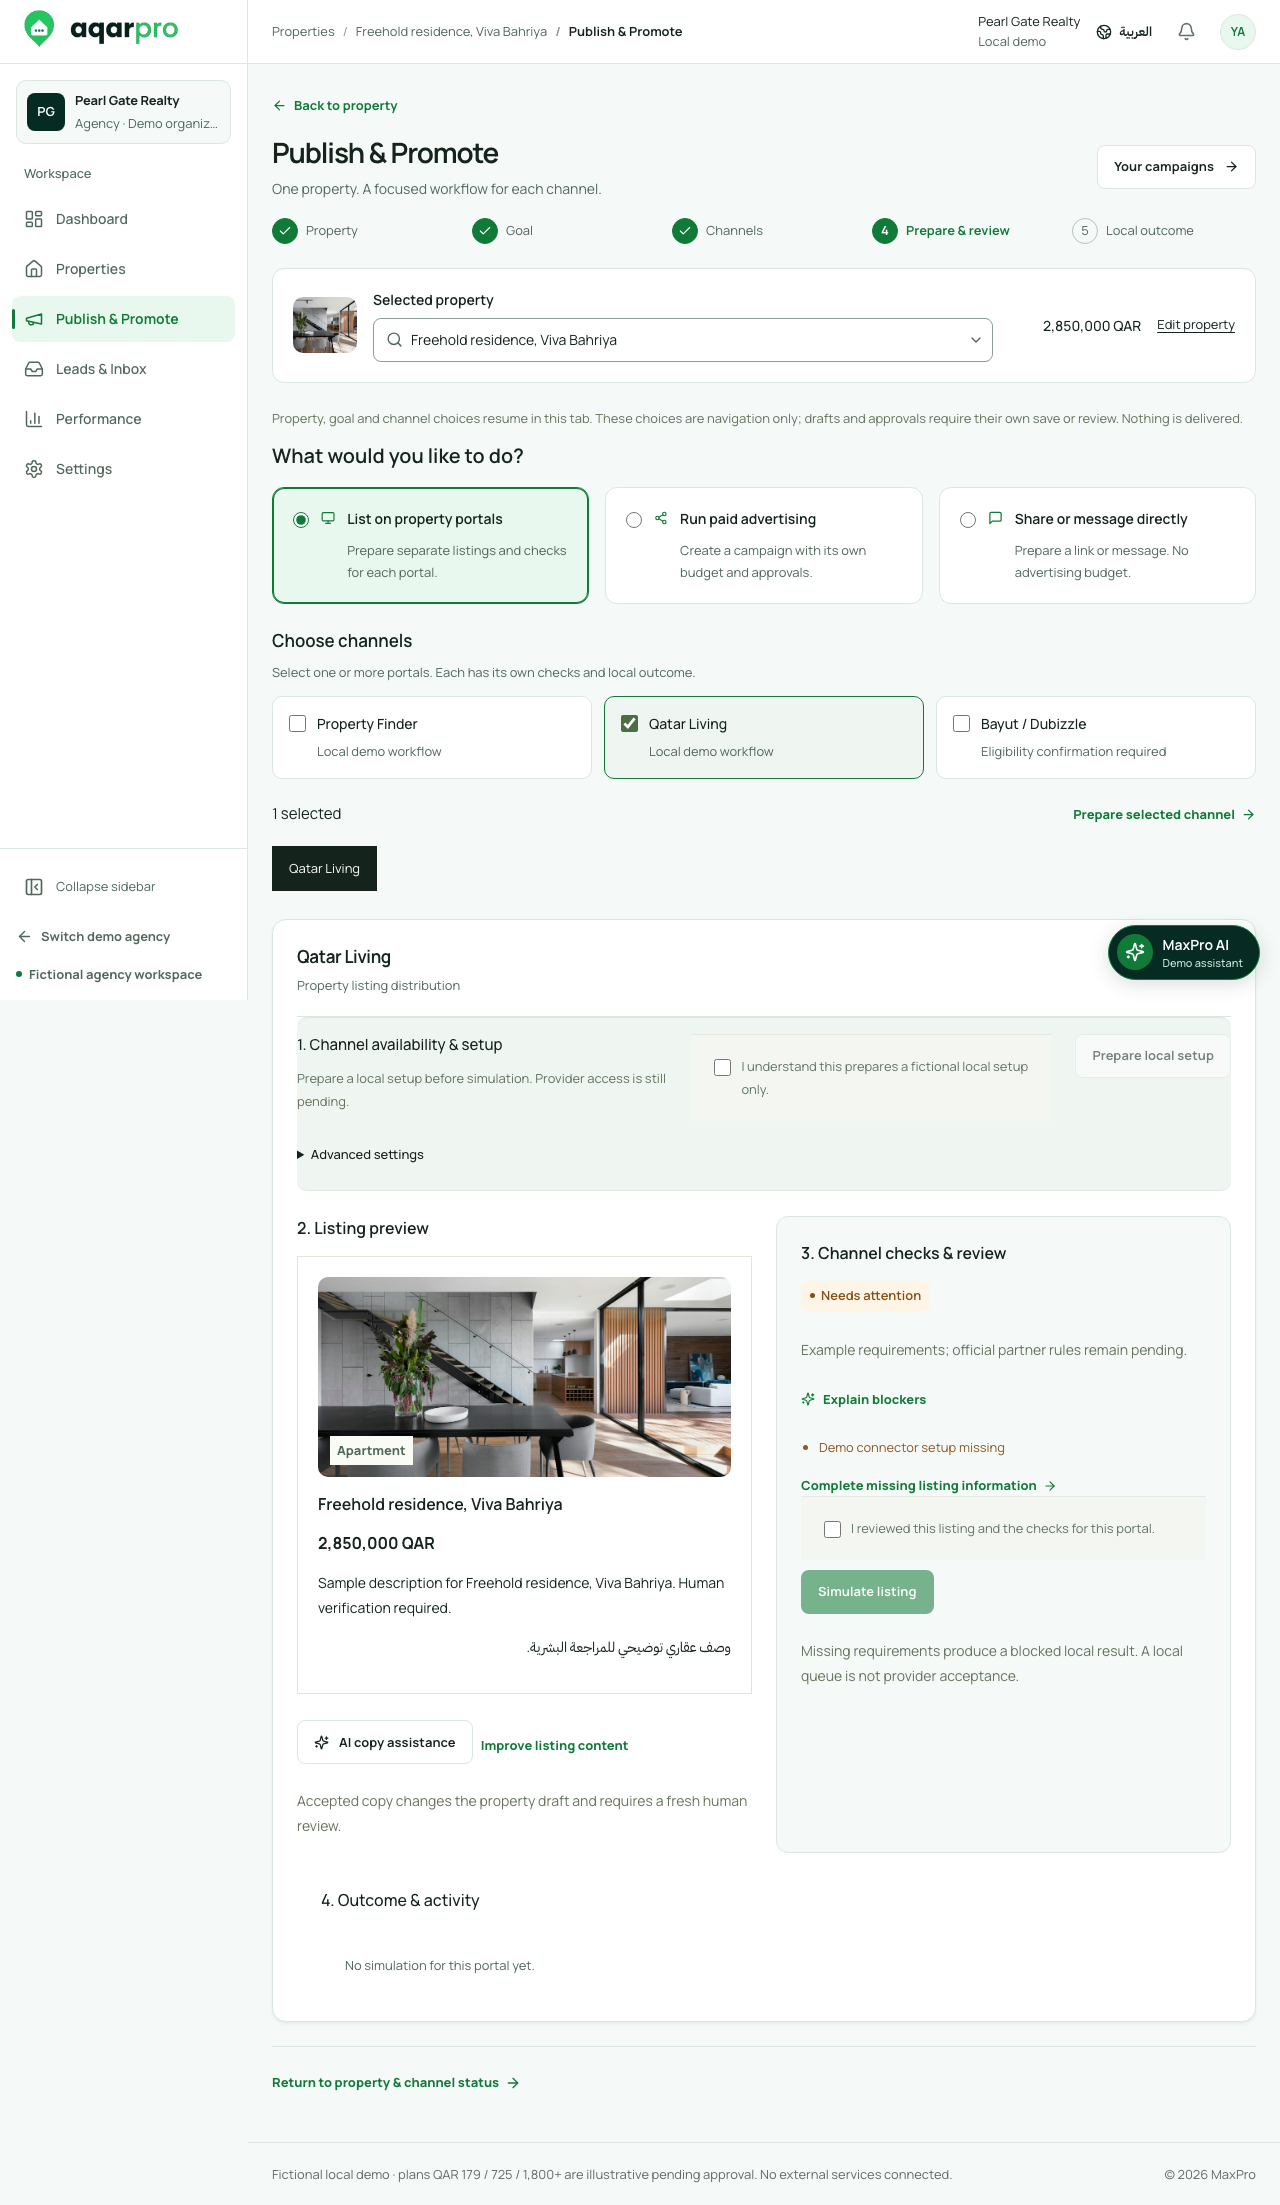 aqarpro
Properties / Freehold residence, Viva Bahriya / Publish & Promote
Pearl Gate Realty
Local demo
العربية
YA
PG
Pearl Gate Realty
Agency · Demo organiz...
Workspace
Dashboard
Properties
Publish & Promote
Leads & Inbox
Performance
Settings
Collapse sidebar
Switch demo agency
Fictional agency workspace
Back to property
Publish & Promote
One property. A focused workflow for each channel.
Your campaigns
Property
Goal
Channels
4 Prepare & review
5 Local outcome
Selected property
Freehold residence, Viva Bahriya
2,850,000 QAR
Edit property
Property, goal and channel choices resume in this tab. These choices are navigation only; drafts and approvals require their own save or review. Nothing is delivered.
What would you like to do?
List on property portals
Prepare separate listings and checks
for each portal.
Run paid advertising
Create a campaign with its own
budget and approvals.
Share or message directly
Prepare a link or message. No
advertising budget.
Choose channels
Select one or more portals. Each has its own checks and local outcome.
Property Finder
Local demo workflow
Qatar Living
Local demo workflow
Bayut / Dubizzle
Eligibility confirmation required
1 selected
Prepare selected channel
Qatar Living
Qatar Living
Property listing distribution
MaxPro AI
Demo assistant
1. Channel availability & setup
Prepare a local setup before simulation. Provider access is still
pending.
I understand this prepares a fictional local setup
only.
Prepare local setup
Advanced settings
2. Listing preview
Apartment
Freehold residence, Viva Bahriya
2,850,000 QAR
Sample description for Freehold residence, Viva Bahriya. Human
verification required.
وصف عقاري توضيحي للمراجعة البشرية.
AI copy assistance
Improve listing content
Accepted copy changes the property draft and requires a fresh human
review.
3. Channel checks & review
Needs attention
Example requirements; official partner rules remain pending.
Explain blockers
Demo connector setup missing
Complete missing listing information
I reviewed this listing and the checks for this portal.
Simulate listing
Missing requirements produce a blocked local result. A local
queue is not provider acceptance.
4. Outcome & activity
No simulation for this portal yet.
Return to property & channel status
Fictional local demo · plans QAR 179 / 725 / 1,800+ are illustrative pending approval. No external services connected.
© 2026 MaxPro